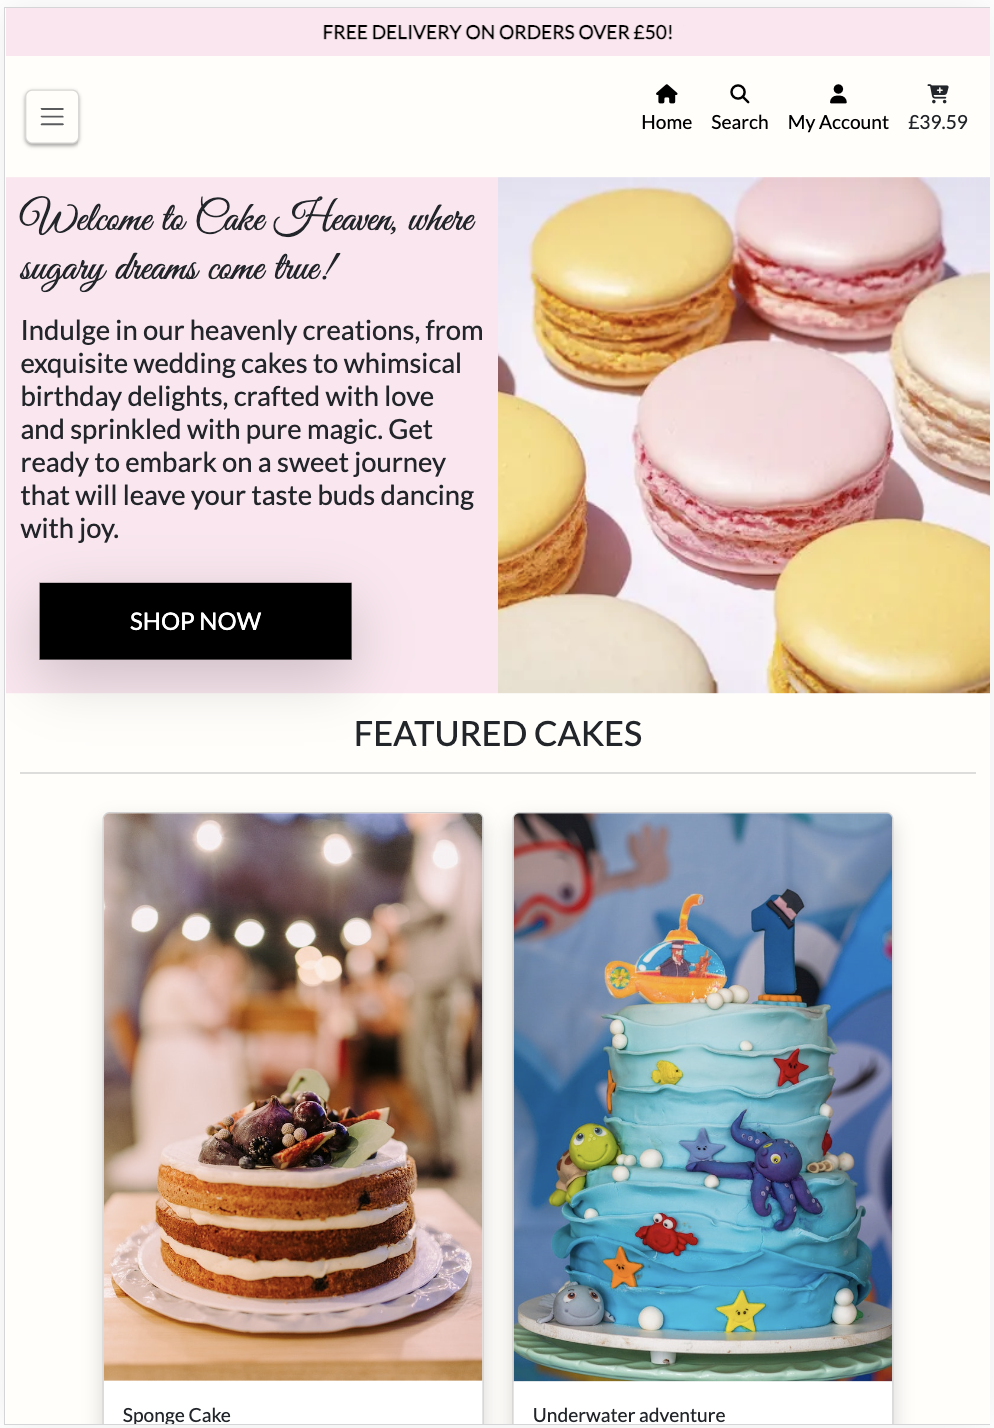 FREE DELIVERY ON ORDERS OVER £50!
Home Search My Account £39.59
Welcome to Cake Heaven, where
sugary dreams come true!
Indulge in our heavenly creations, from
exquisite wedding cakes to whimsical
birthday delights, crafted with love
and sprinkled with pure magic. Get
ready to embark on a sweet journey
that will leave your taste buds dancing
with joy.
SHOP NOW
FEATURED CAKES
1
Sponge Cake
Underwater adventure